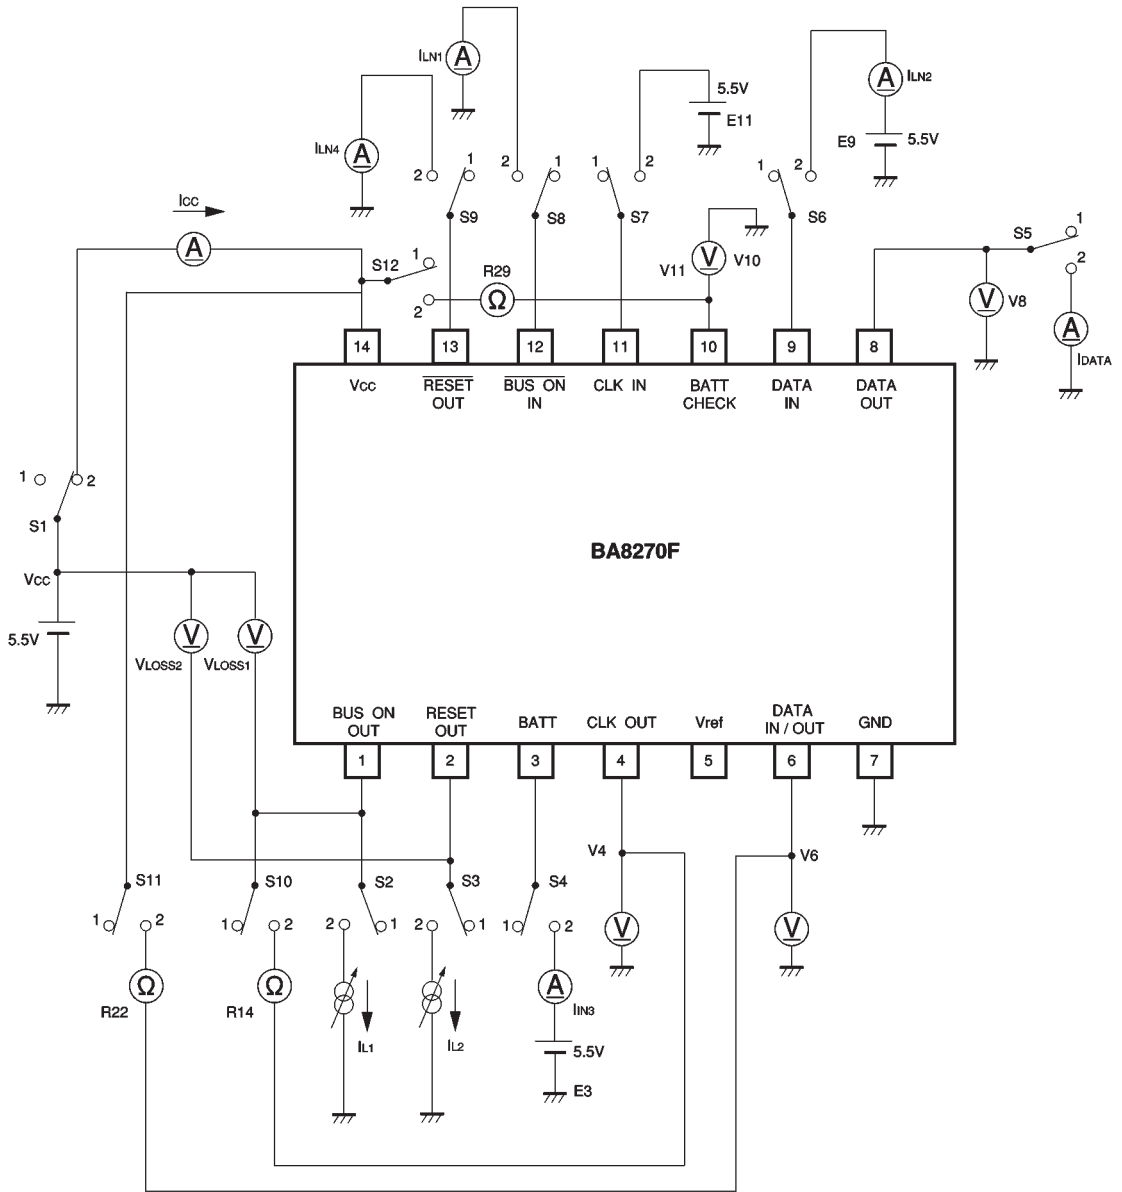 ILN1
A
ILN2
A
5.5V
E11
E9
5.5V
ILN4
A
2
1
2
1
1
2
1
2
S9
S8
S7
S6
ICC
A
S12
1
2
R29
Ω
V11
V
V10
S5
1
2
V
V8
A
IDATA
14
13
12
11
10
9
8
Vcc
RESET
OUT
BUS ON
IN
CLK IN
BATT
CHECK
DATA
IN
DATA
OUT
1
2
S1
BA8270F
Vcc
5.5V
V
V
VLOSS2
VLOSS1
BUS ON
OUT
RESET
OUT
BATT
CLK OUT
Vref
DATA
IN / OUT
GND
1
2
3
4
5
6
7
V4
V6
S11
S10
S2
S3
S4
1
2
1
2
2
1
2
1
1
2
V
V
Ω
R22
Ω
R14
IL1
IL2
A
IIN3
5.5V
E3